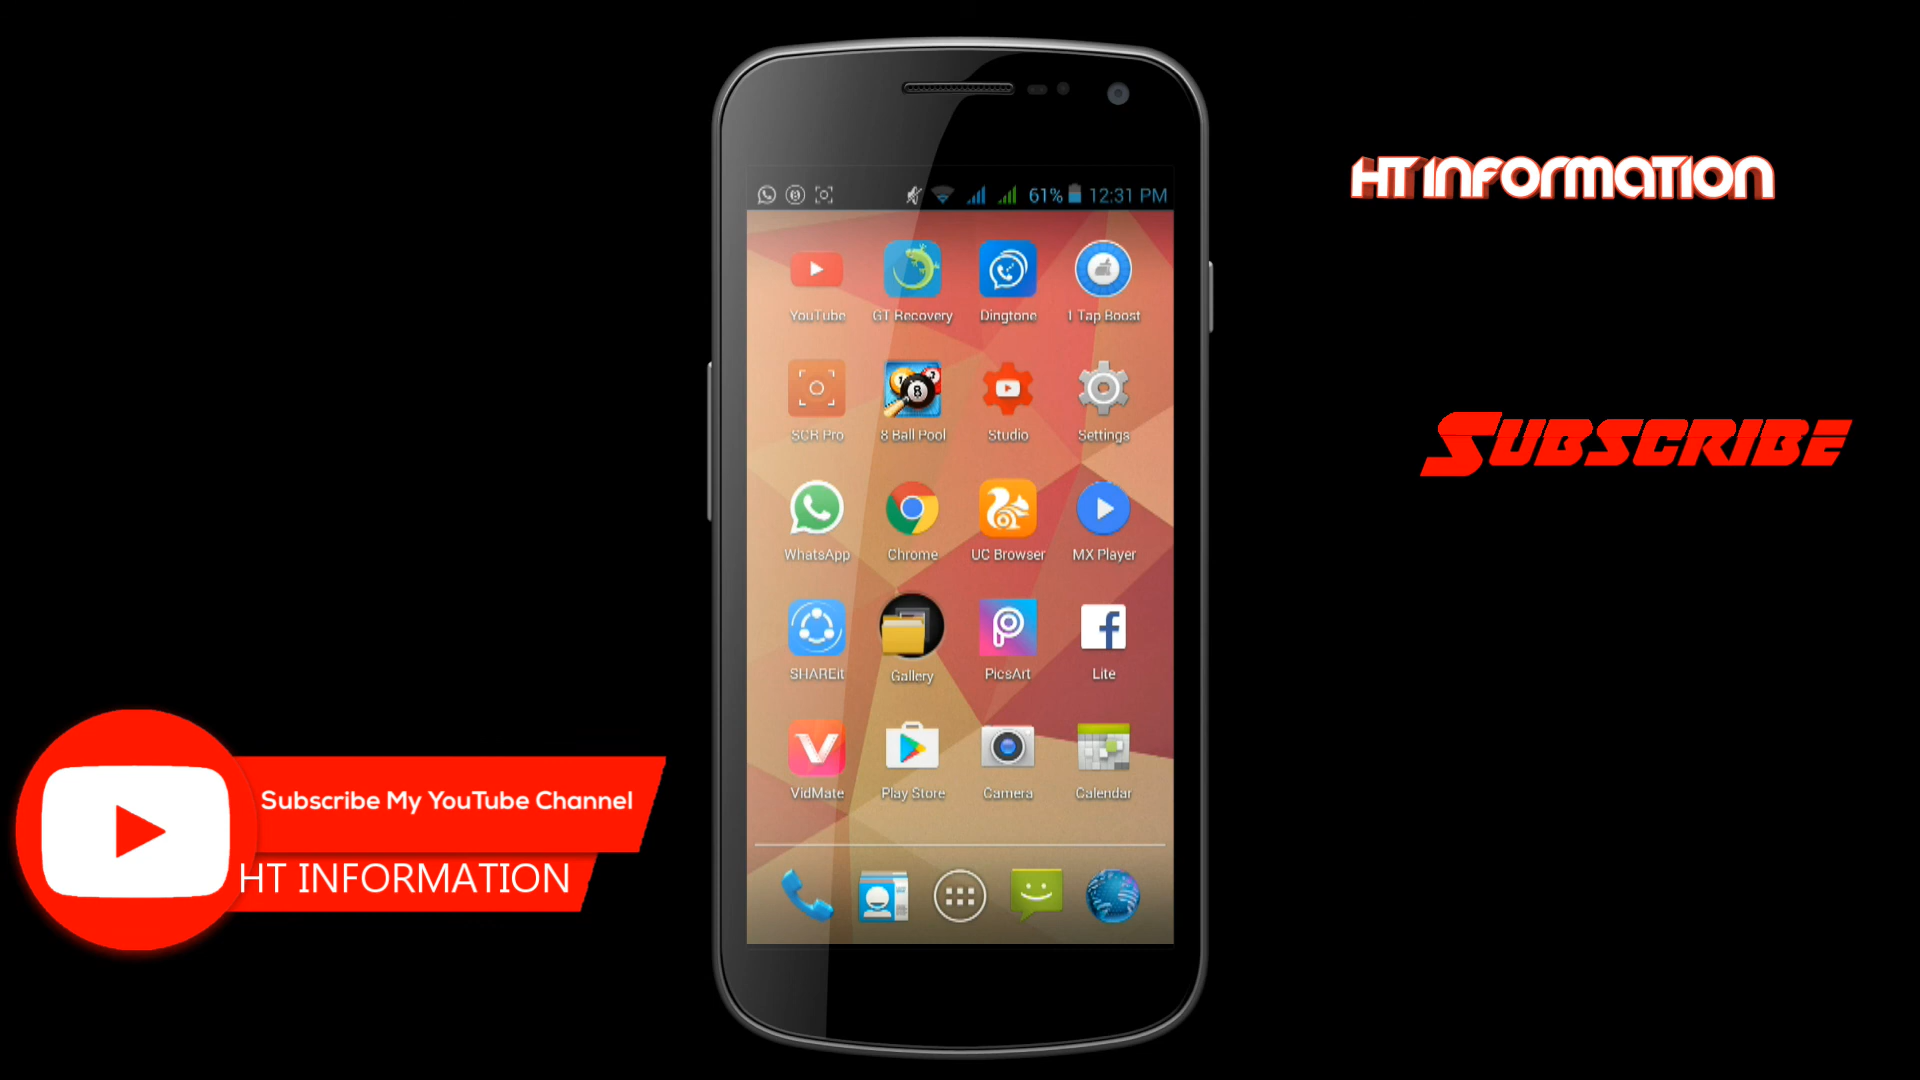 HT INFORMATION
61% 12:31 PM
YouTube GT Recovery Dingtone 1 Tap Boost
SCR Pro 8 Ball Pool Studio Settings
Subscribe
WhatsApp Chrome UC Browser MX Player
SHAREit Gallery PicsArt Lite
VidMate Play Store Camera Calendar
Subscribe My YouTube Channel
HT INFORMATION